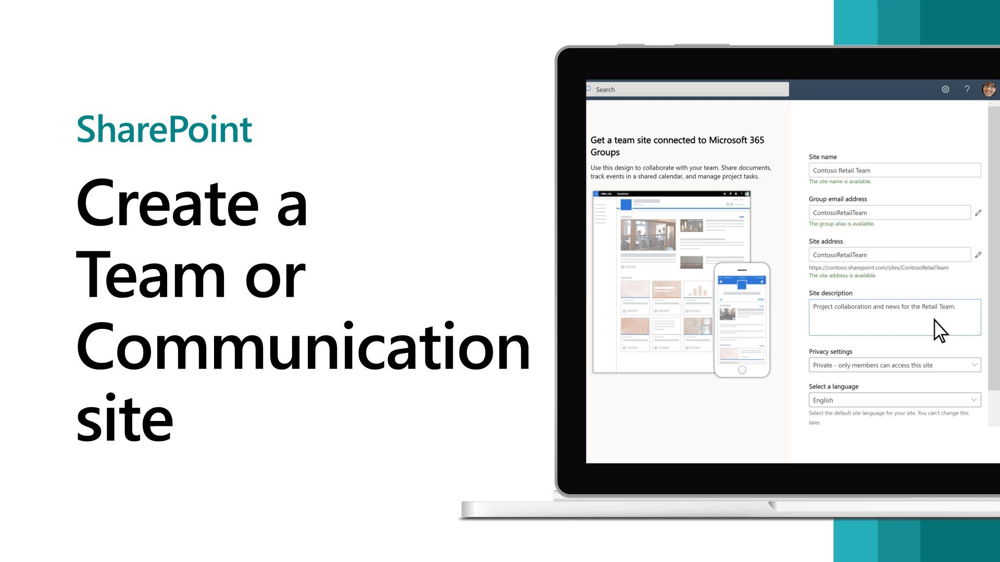 SharePoint
Create a
Team or
Communication
site
Search
?
Get a team site connected to Microsoft 365
Groups
Use this design to collaborate with your team. Share documents,
track events in a shared calendar, and manage project tasks.
Office 365 SharePoint
Site name
Contoso Retail Team
The site name is available.
Group email address
ContosoRetailTeam
The group alias is available.
Site address
ContosoRetailTeam
https://contoso.sharepoint.com/sites/ContosoRetailTeam
The site address is available.
Site description
Project collaboration and news for the Retail Team.
Privacy settings
Private - only members can access this site
Select a language
English
Select the default site language for your site. You can't change this
later.